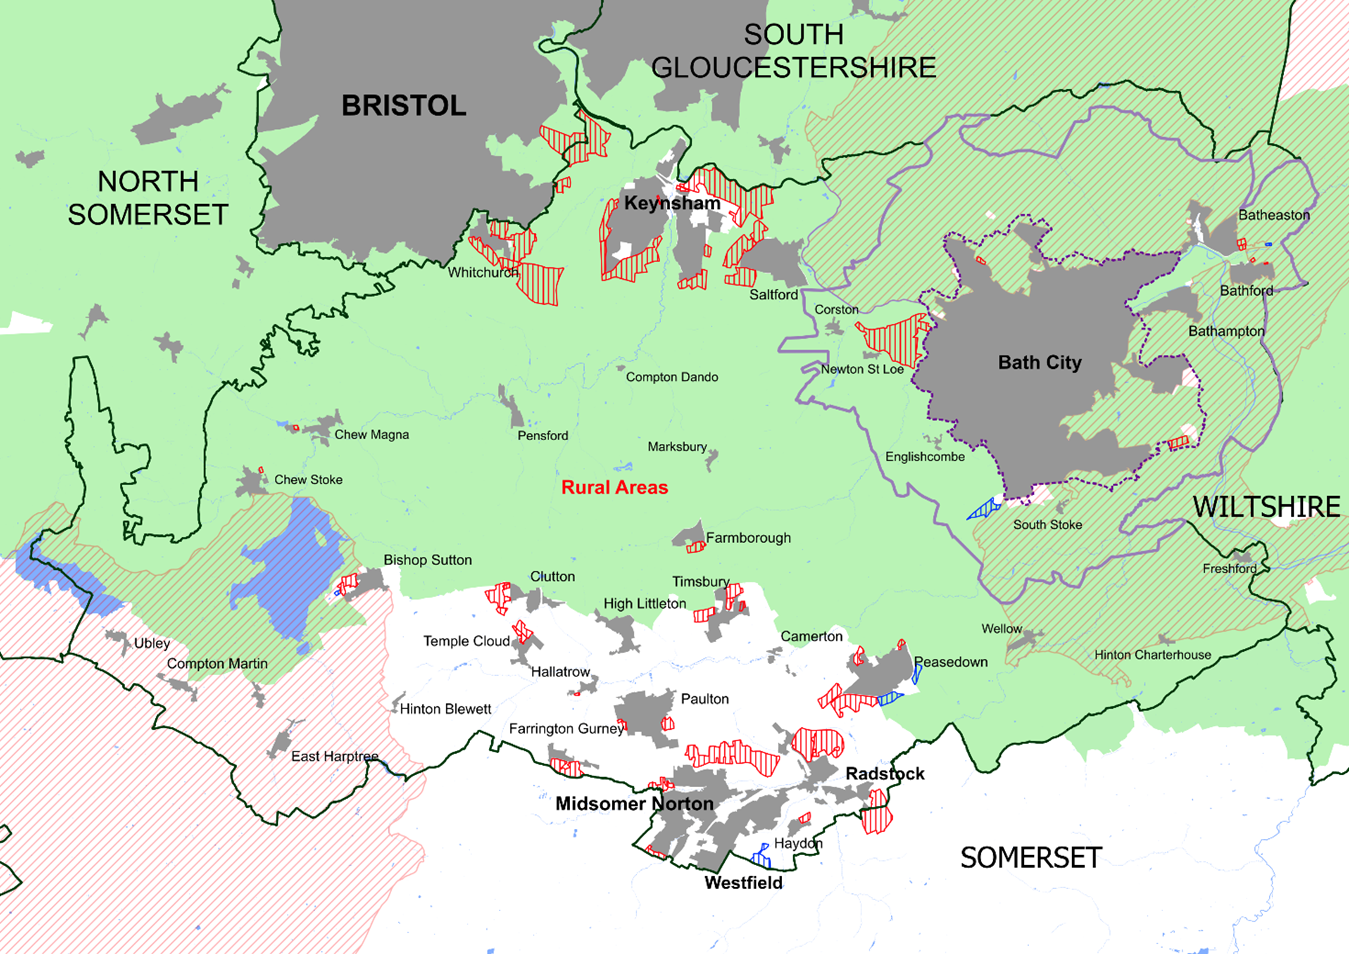 SOUTH
GLOUCESTERSHIRE
BRISTOL
NORTH
SOMERSET
Keynsham
Batheaston
Whitchurch
Saltford
Bathford
Corston
Bathampton
Bath City
Newton St Loe
Compton Dando
Chew Magna
Pensford
Marksbury
Englishcombe
Chew Stoke
Rural Areas
WILTSHIRE
South Stoke
Farmborough
Bishop Sutton
Freshford
Clutton
Timsbury
High Littleton
Wellow
Camerton
Ubley
Temple Cloud
Hinton Charterhouse
Compton Martin
Peasedown
Hallatrow
Paulton
Hinton Blewett
Farrington Gurney
East Harptree
Radstock
Midsomer Norton
Haydon
SOMERSET
Westfield